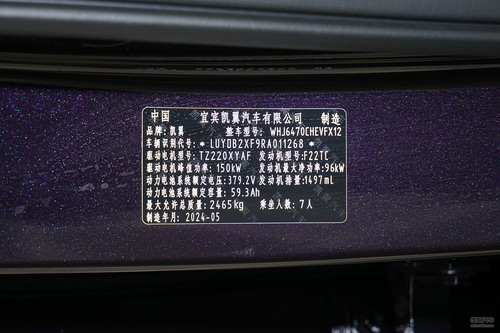 中国 宜宾凯翼汽车有限公司 制造
品牌：凯翼 整车型号：WHJ6470CHEVFX12
车辆识别代号：* LUYDB2XF9RA011268 *
驱动电机型号：TZ220XYAF 发动机型号：F22TC
驱动电机峰值功率：150kW 发动机最大净功率：96kW
动力电池系统额定电压：379.2V 发动机排量：1497mL
动力电池系统额定容量：59.3Ah
最大允许总质量：2465kg 乘坐人数：7人
制造年月：2024-05